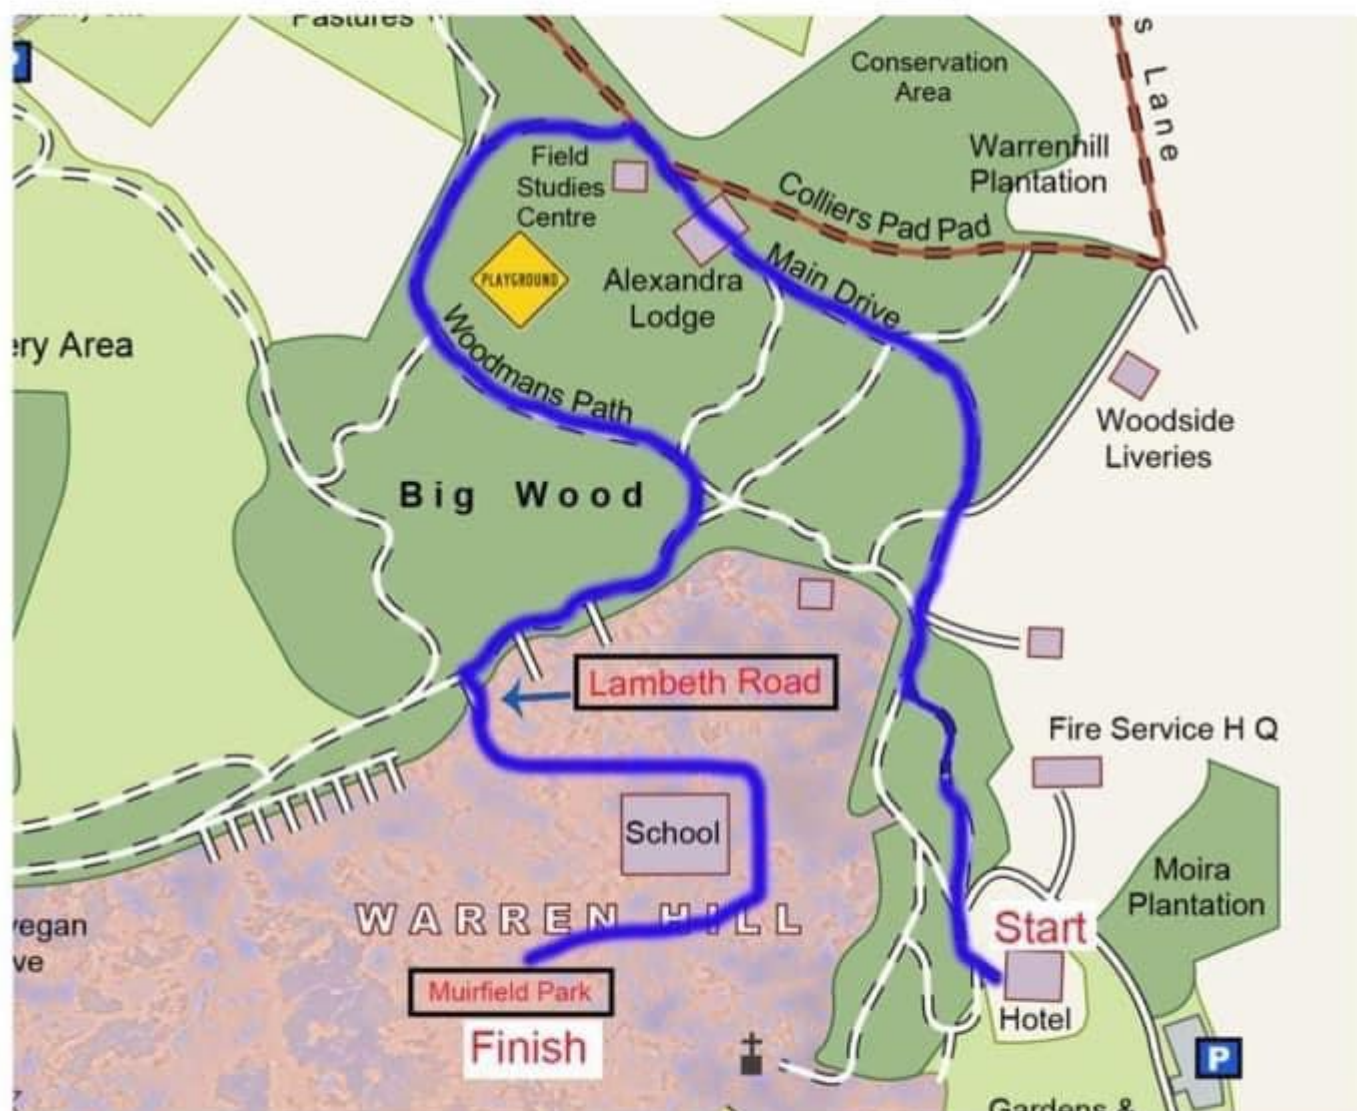 Pastures
s Lane
Conservation
Area
Warrenhill
Plantation
Field
Studies
Centre
Colliers Pad Pad
PLAYGROUND
Alexandra
Lodge
Main Drive
Woodmans Path
ery Area
Woodside
Liveries
Big Wood
Lambeth Road
Fire Service H Q
School
Moira
Plantation
WARREN HILL
Start
vegan
ve
Muirfield Park
Finish
Hotel
P
Gardens &